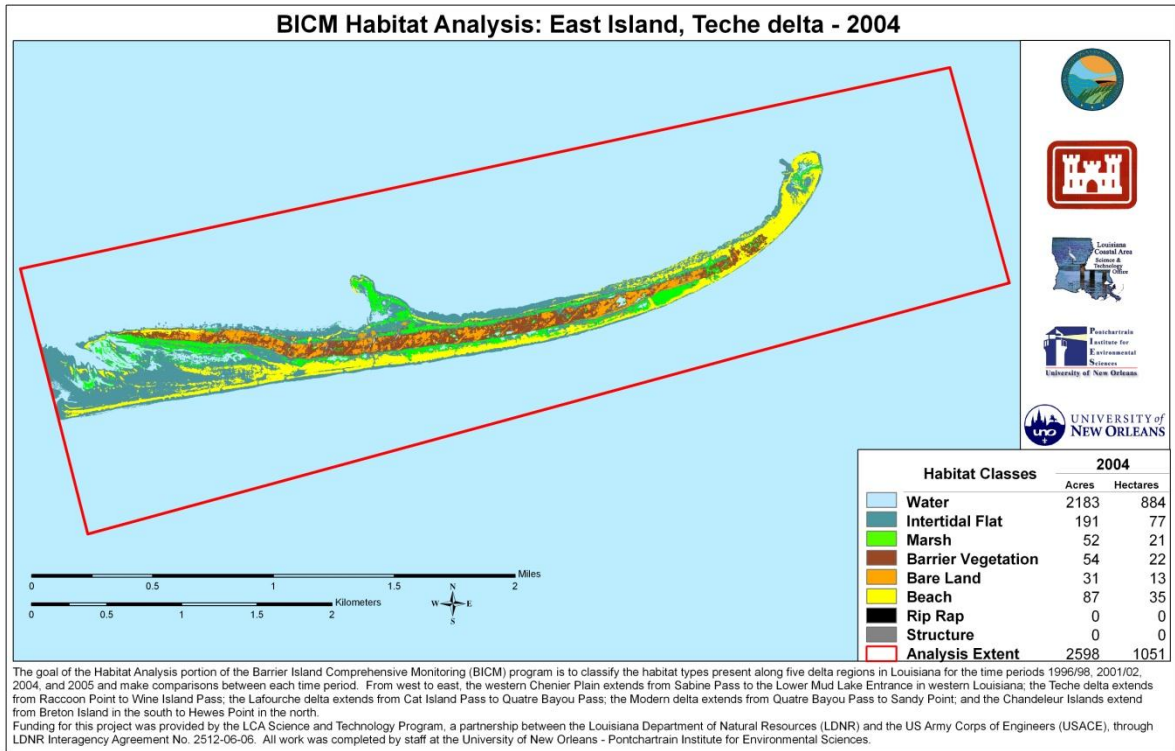 BICM Habitat Analysis: East Island, Teche delta - 2004
Louisiana
Coastal Area
Science &
Technology
Office
Pontchartrain
Institute for
Environmental
Sciences
University of New Orleans
uno
UNIVERSITY of
NEW ORLEANS
Habitat Classes 2004
Acres Hectares
Water 2183 884
Intertidal Flat 191 77
Marsh 52 21
Barrier Vegetation 54 22
Bare Land 31 13
Beach 87 35
Rip Rap 0 0
Structure 0 0
Analysis Extent 2598 1051
Miles
0 0.5 1 1.5 2
Kilometers
0 0.5 1 1.5 2
N
W E
S
The goal of the Habitat Analysis portion of the Barrier Island Comprehensive Monitoring (BICM) program is to classify the habitat types present along five delta regions in Louisiana for the time periods 1996/98, 2001/02,
2004, and 2005 and make comparisons between each time period. From west to east, the western Chenier Plain extends from Sabine Pass to the Lower Mud Lake Entrance in western Louisiana; the Teche delta extends
from Raccoon Point to Wine Island Pass; the Lafourche delta extends from Cat Island Pass to Quatre Bayou Pass; the Modern delta extends from Quatre Bayou Pass to Sandy Point; and the Chandeleur Islands extend
from Breton Island in the south to Hewes Point in the north.
Funding for this project was provided by the LCA Science and Technology Program, a partnership between the Louisiana Department of Natural Resources (LDNR) and the US Army Corps of Engineers (USACE), through
LDNR Interagency Agreement No. 2512-06-06. All work was completed by staff at the University of New Orleans - Pontchartrain Institute for Environmental Sciences.